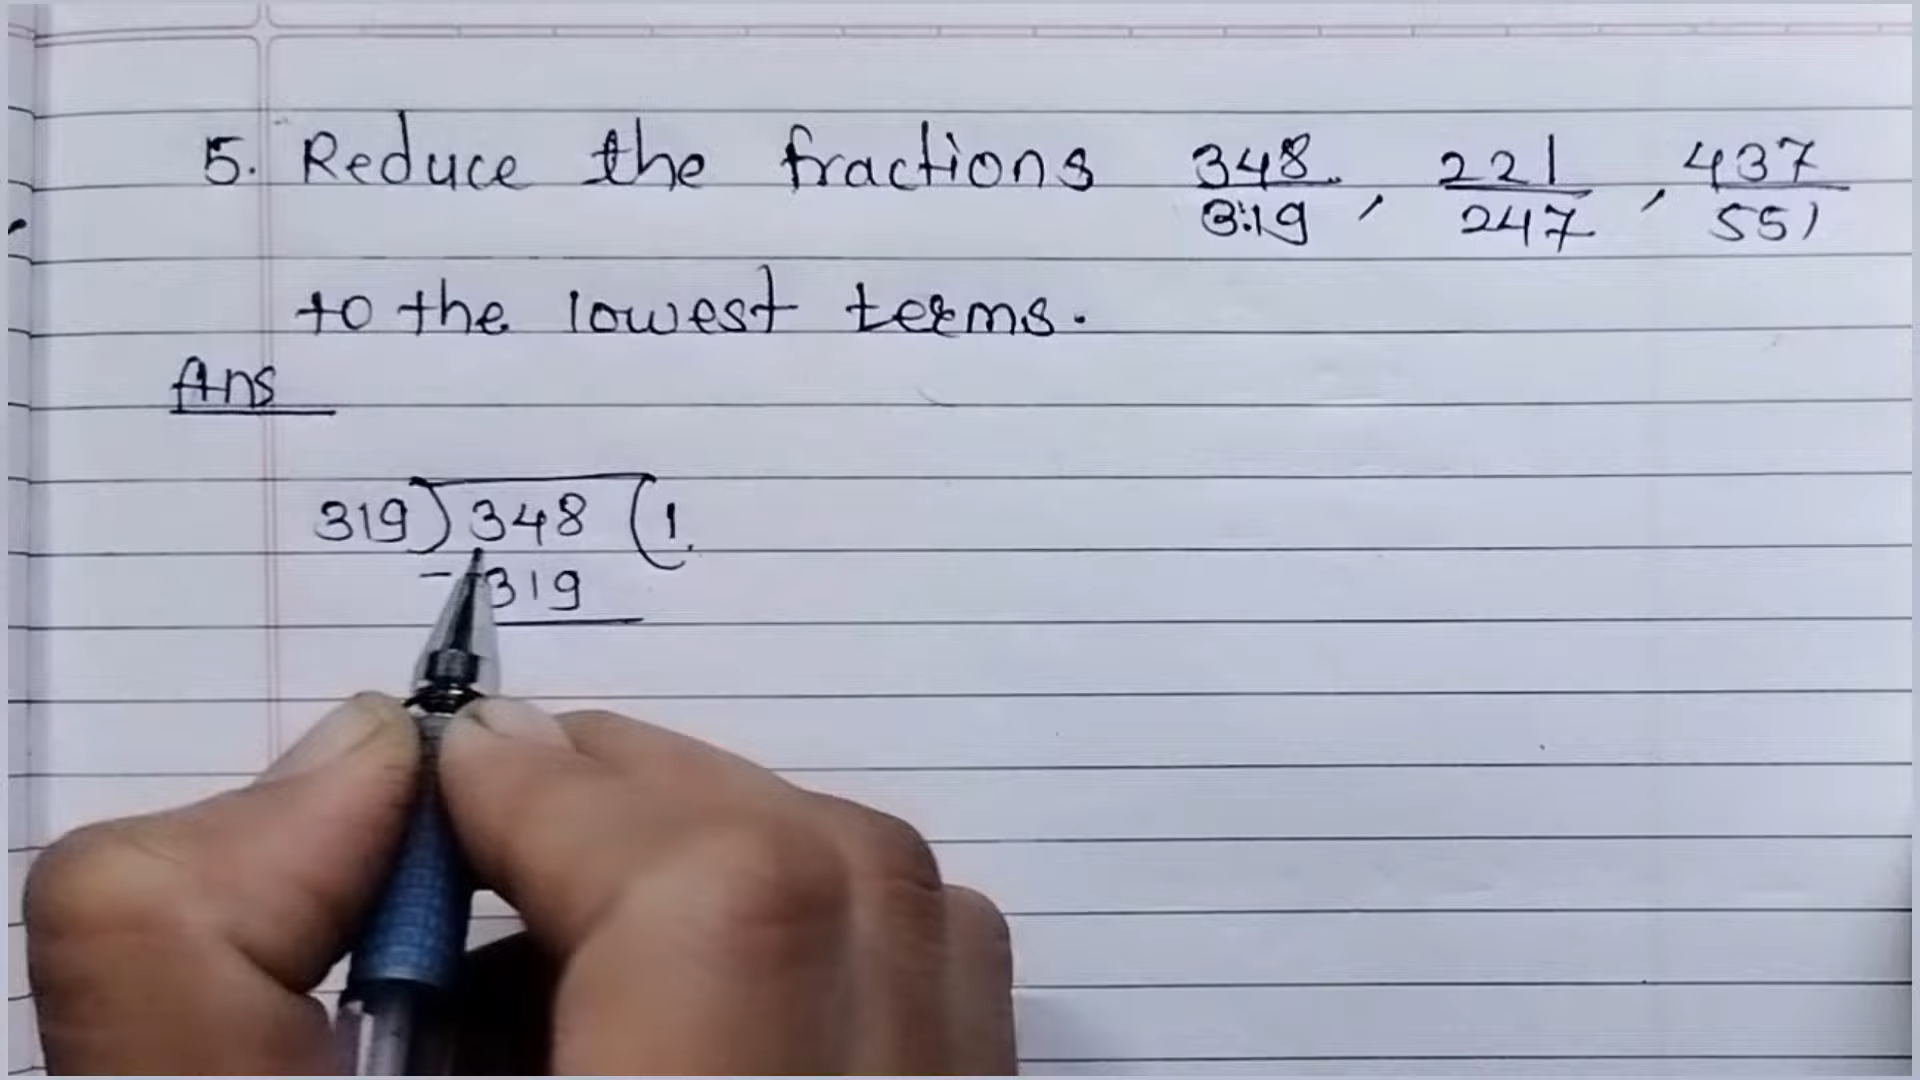 5. Reduce the fractions 348/319, 221/247, 437/551
to the lowest terms.
Ans
319) 348 (1.
- 319